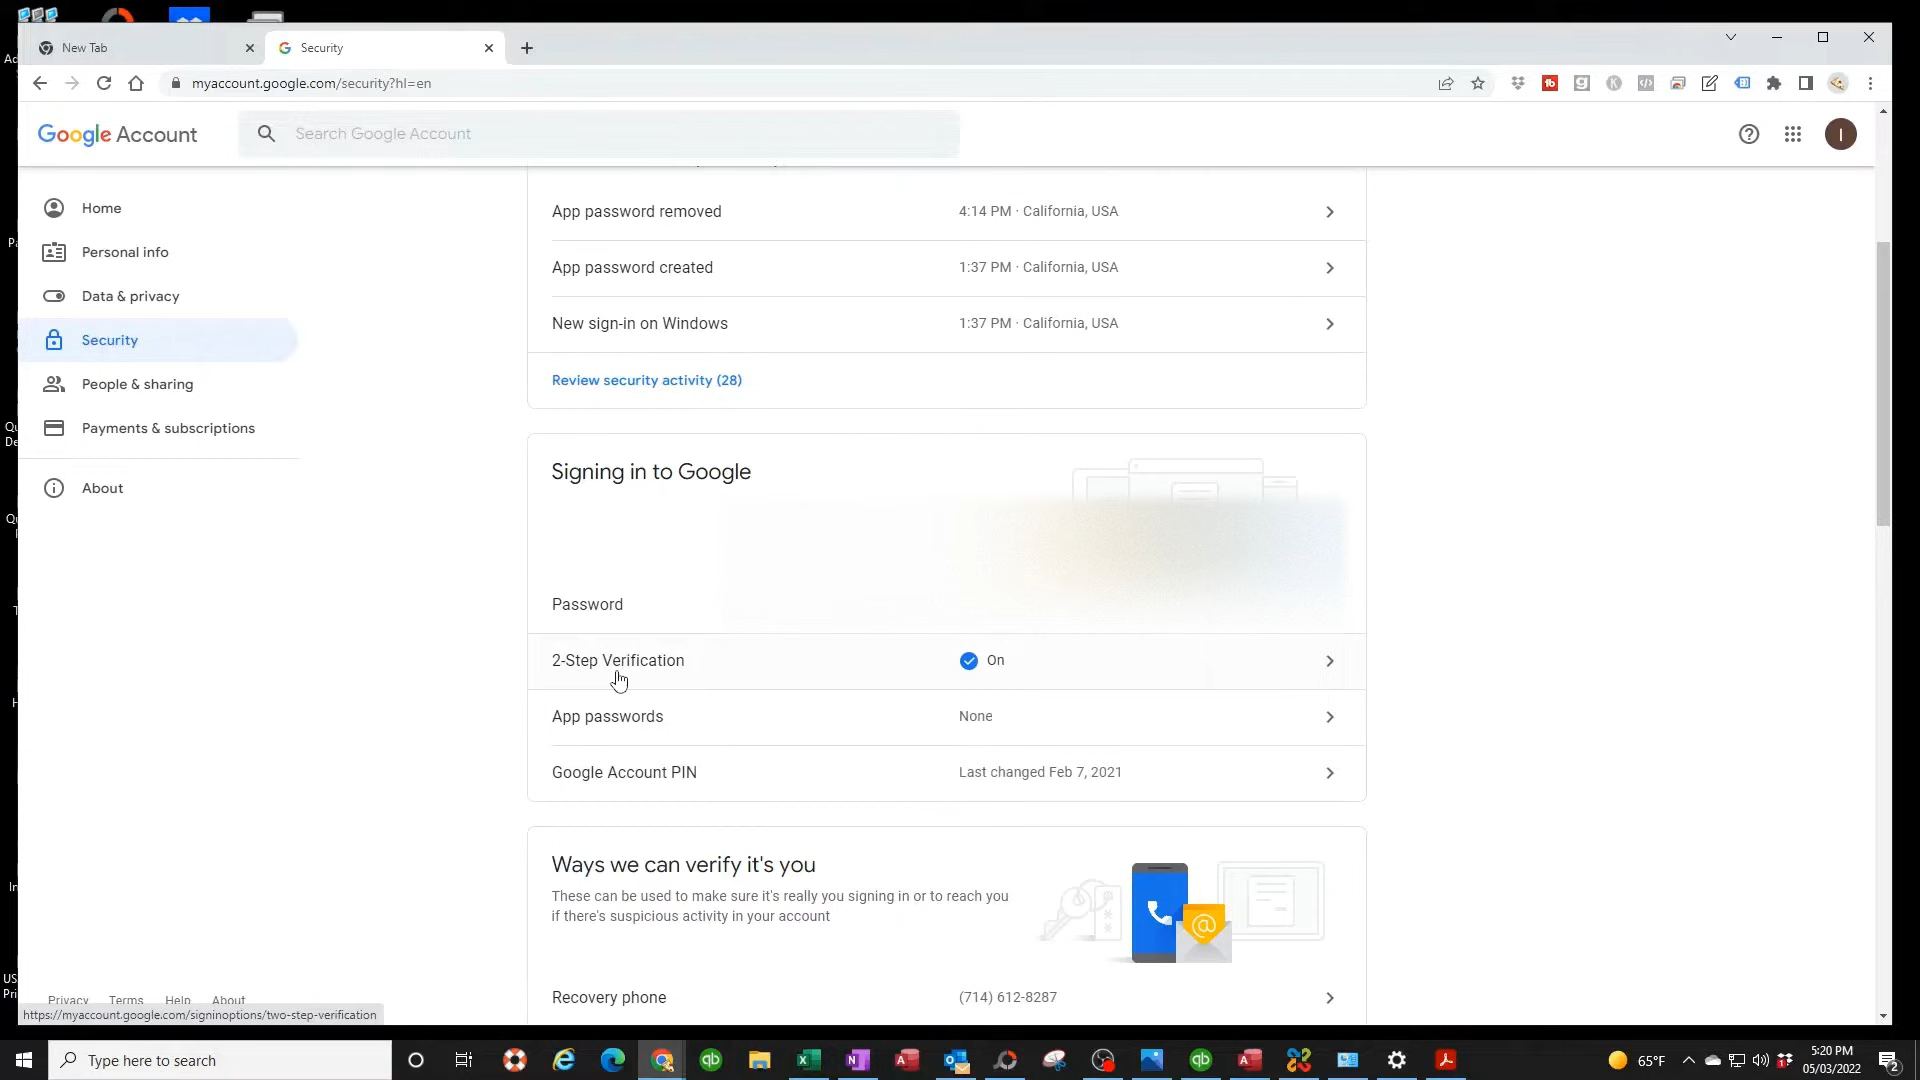 New Tab
Security
myaccount.google.com/security?hl=en
Google Account
Search Google Account
I
Home
Personal info
Data & privacy
Security
People & sharing
Payments & subscriptions
About
App password removed
4:14 PM · California, USA
App password created
1:37 PM · California, USA
New sign-in on Windows
1:37 PM · California, USA
Review security activity (28)
Signing in to Google
Password
2-Step Verification
On
App passwords
None
Google Account PIN
Last changed Feb 7, 2021
Ways we can verify it's you
These can be used to make sure it's really you signing in or to reach you
if there's suspicious activity in your account
Recovery phone
(714) 612-8287
Privacy Terms Help About
https://myaccount.google.com/signinoptions/two-step-verification
Type here to search
65°F
5:20 PM
05/03/2022
2